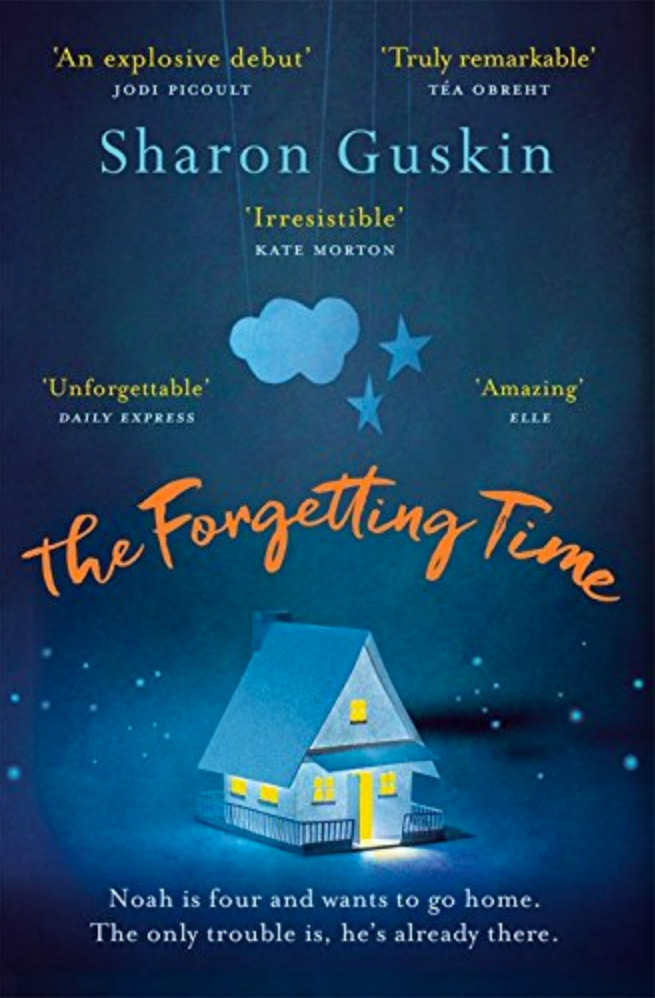 'An explosive debut'
JODI PICOULT
'Truly remarkable'
TÉA OBREHT
Sharon Guskin
'Irresistible'
KATE MORTON
'Unforgettable'
DAILY EXPRESS
'Amazing'
ELLE
The Forgetting Time
Noah is four and wants to go home.
The only trouble is, he's already there.